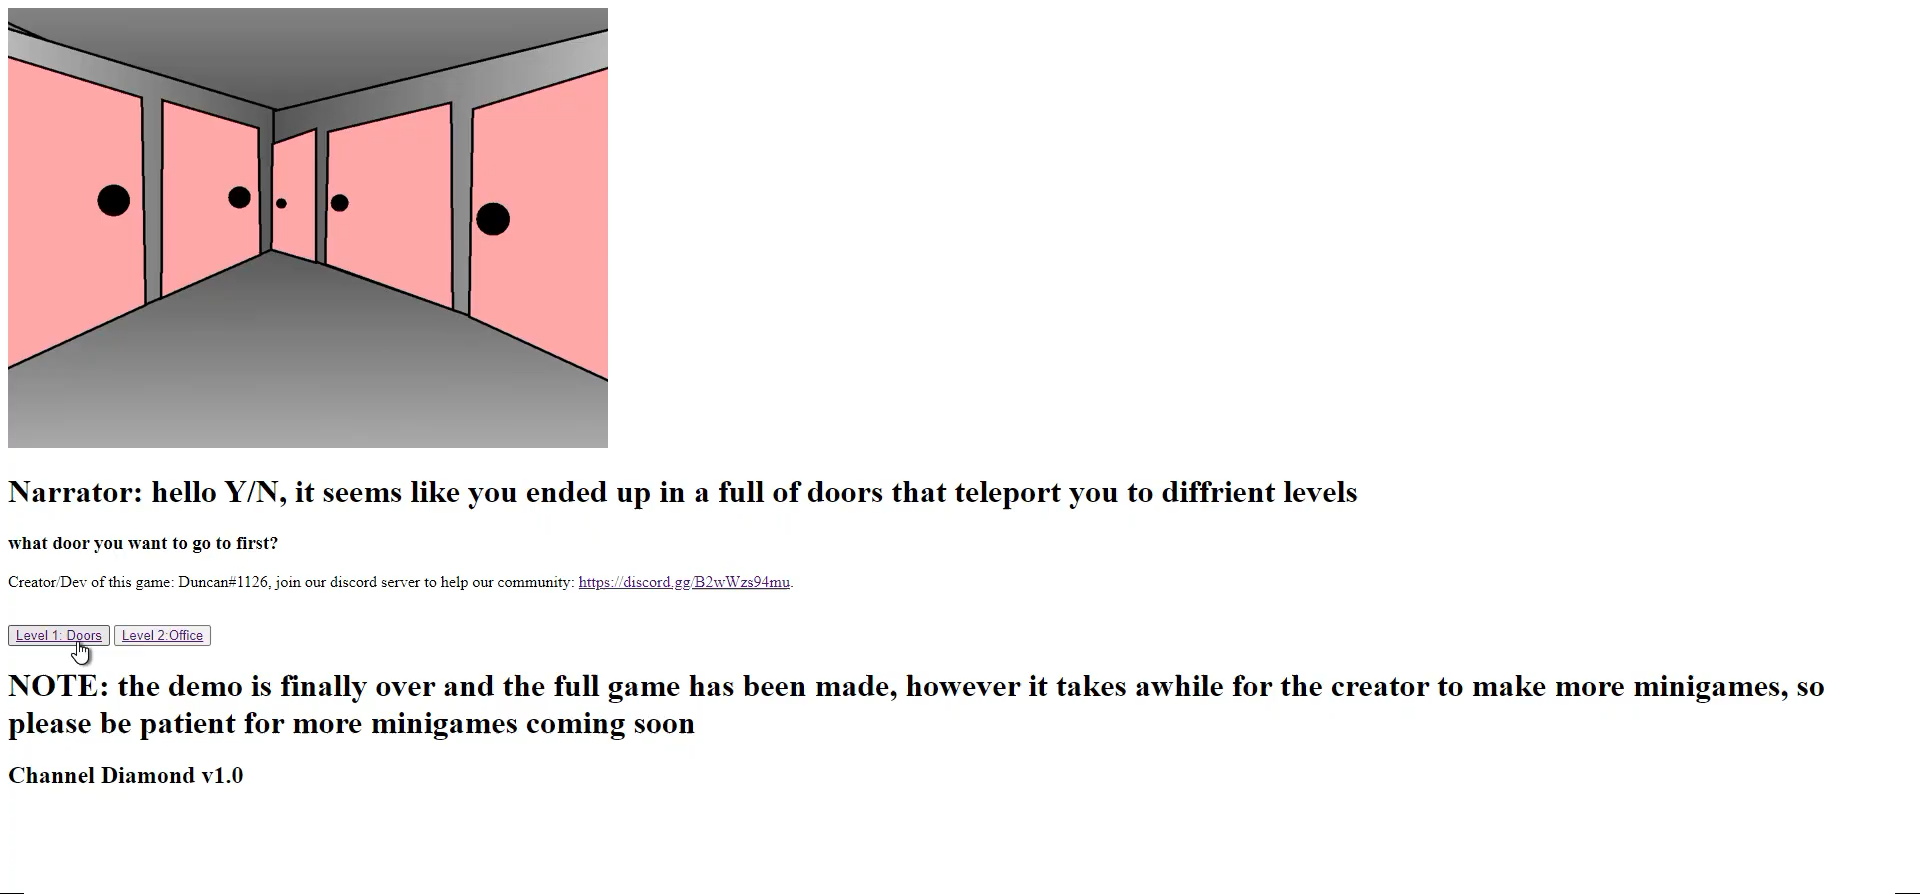 Narrator: hello Y/N, it seems like you ended up in a full of doors that teleport you to diffrient levels
what door you want to go to first?
Creator/Dev of this game: Duncan#1126, join our discord server to help our community: https://discord.gg/B2wWzs94mu.
Level 1: Doors Level 2:Office
NOTE: the demo is finally over and the full game has been made, however it takes awhile for the creator to make more minigames, so
please be patient for more minigames coming soon
Channel Diamond v1.0